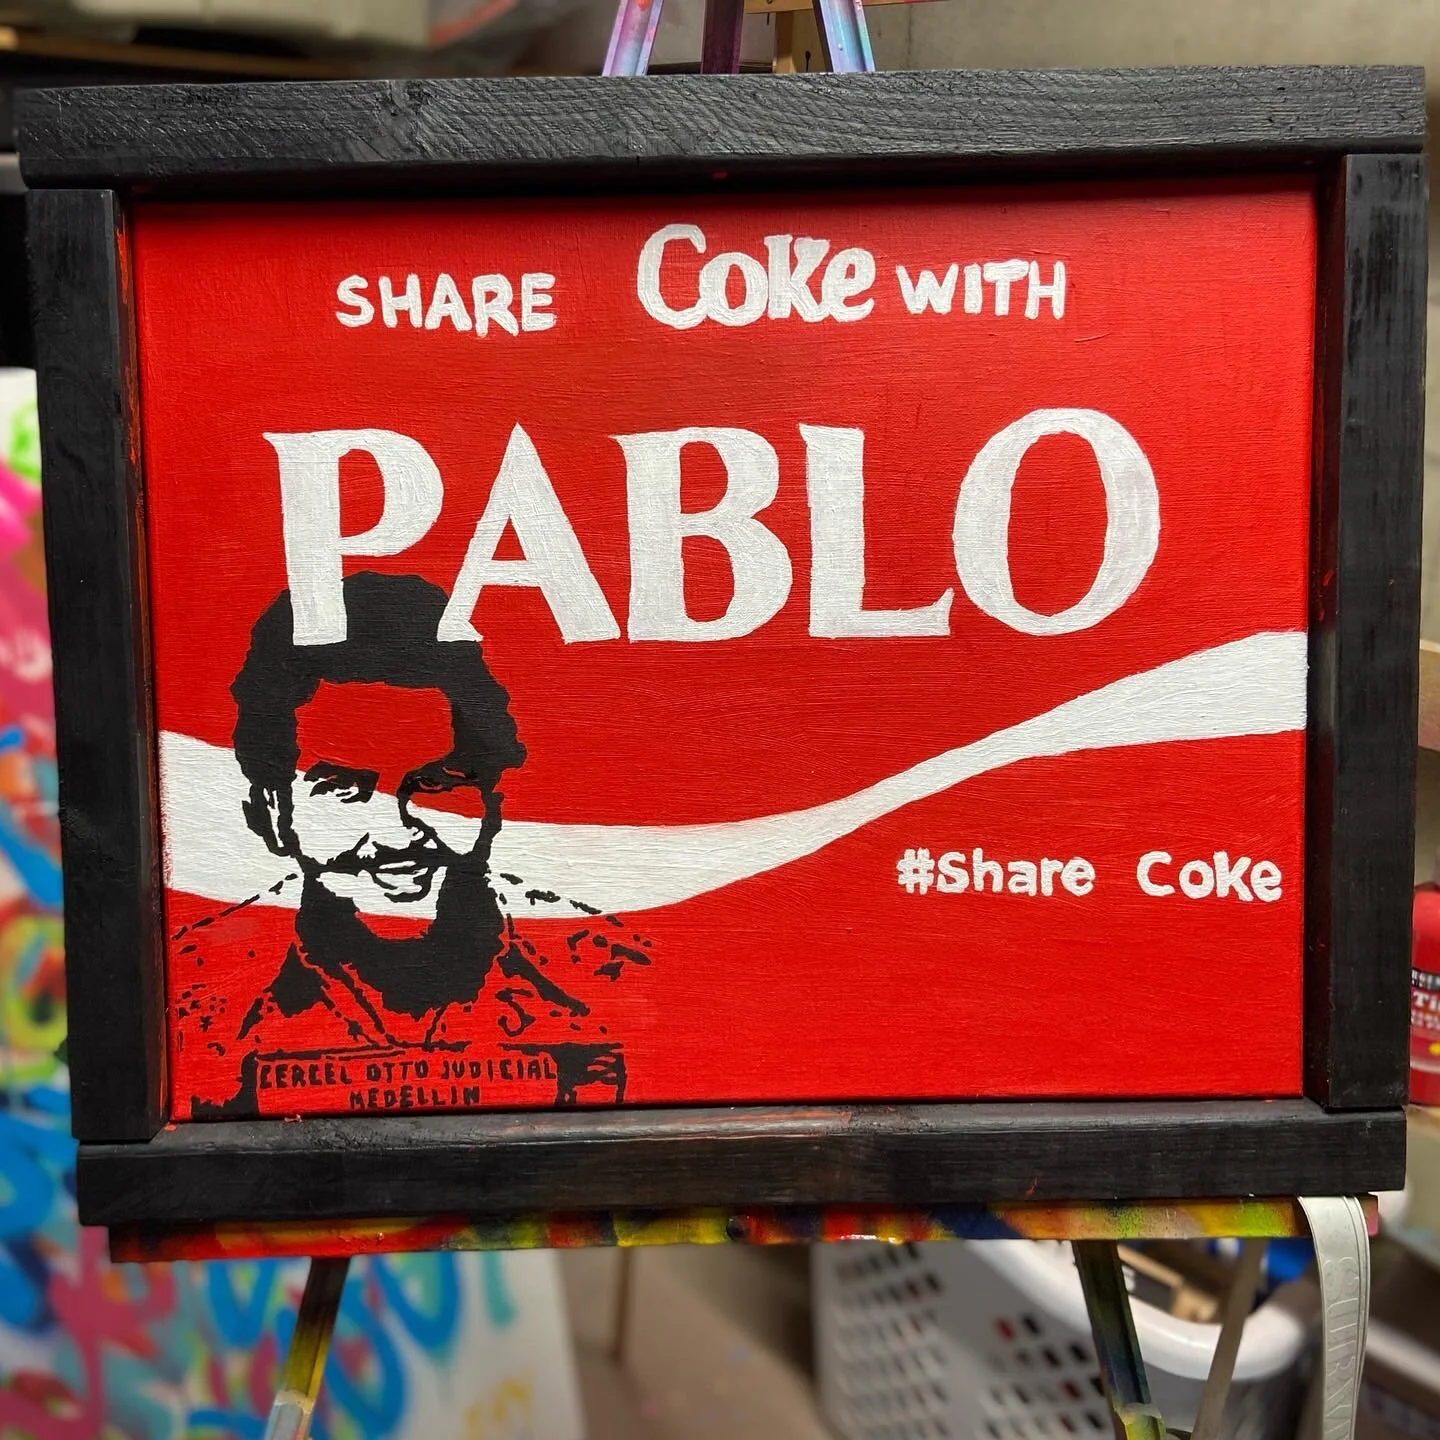 SHARE Coke WITH
PABLO
#Share Coke
CERCEL OTTO JUDICIAL
MEDELLIN